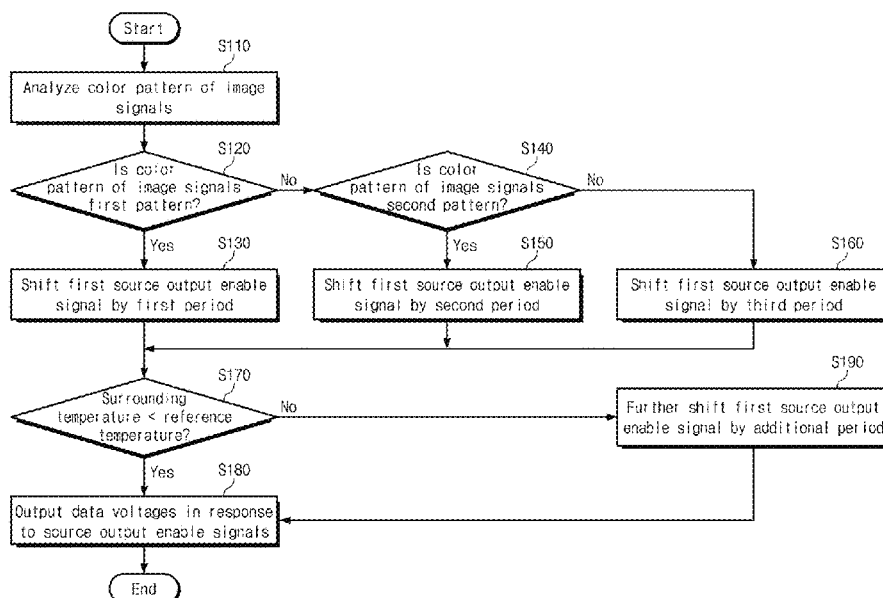 Start
S110
Analyze color pattern of image
signals
S120
Is color
pattern of image signals
first pattern?
No
Yes
S140
Is color
pattern of image signals
second pattern?
No
Yes
S130
Shift first source output enable
signal by first period
S150
Shift first source output enable
signal by second period
S160
Shift first source output enable
signal by third period
S170
Surrounding
temperature < reference
temperature?
No
Yes
S190
Further shift first source output
enable signal by additional period
S180
Output data voltages in response
to source output enable signals
End